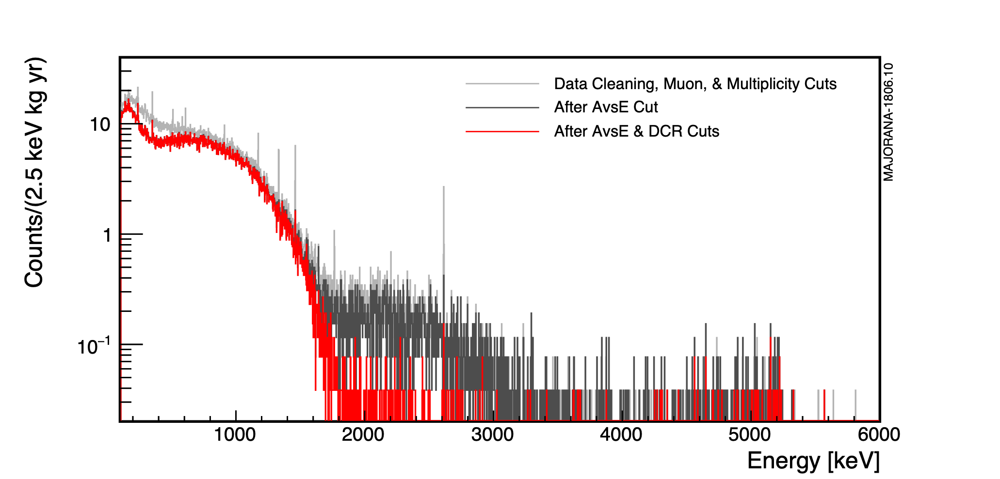 Counts/(2.5 keV kg yr)
10
1
10⁻¹
Data Cleaning, Muon, & Multiplicity Cuts
After AvsE Cut
After AvsE & DCR Cuts
MAJORANA-1806.10
1000 2000 3000 4000 5000 6000
Energy [keV]